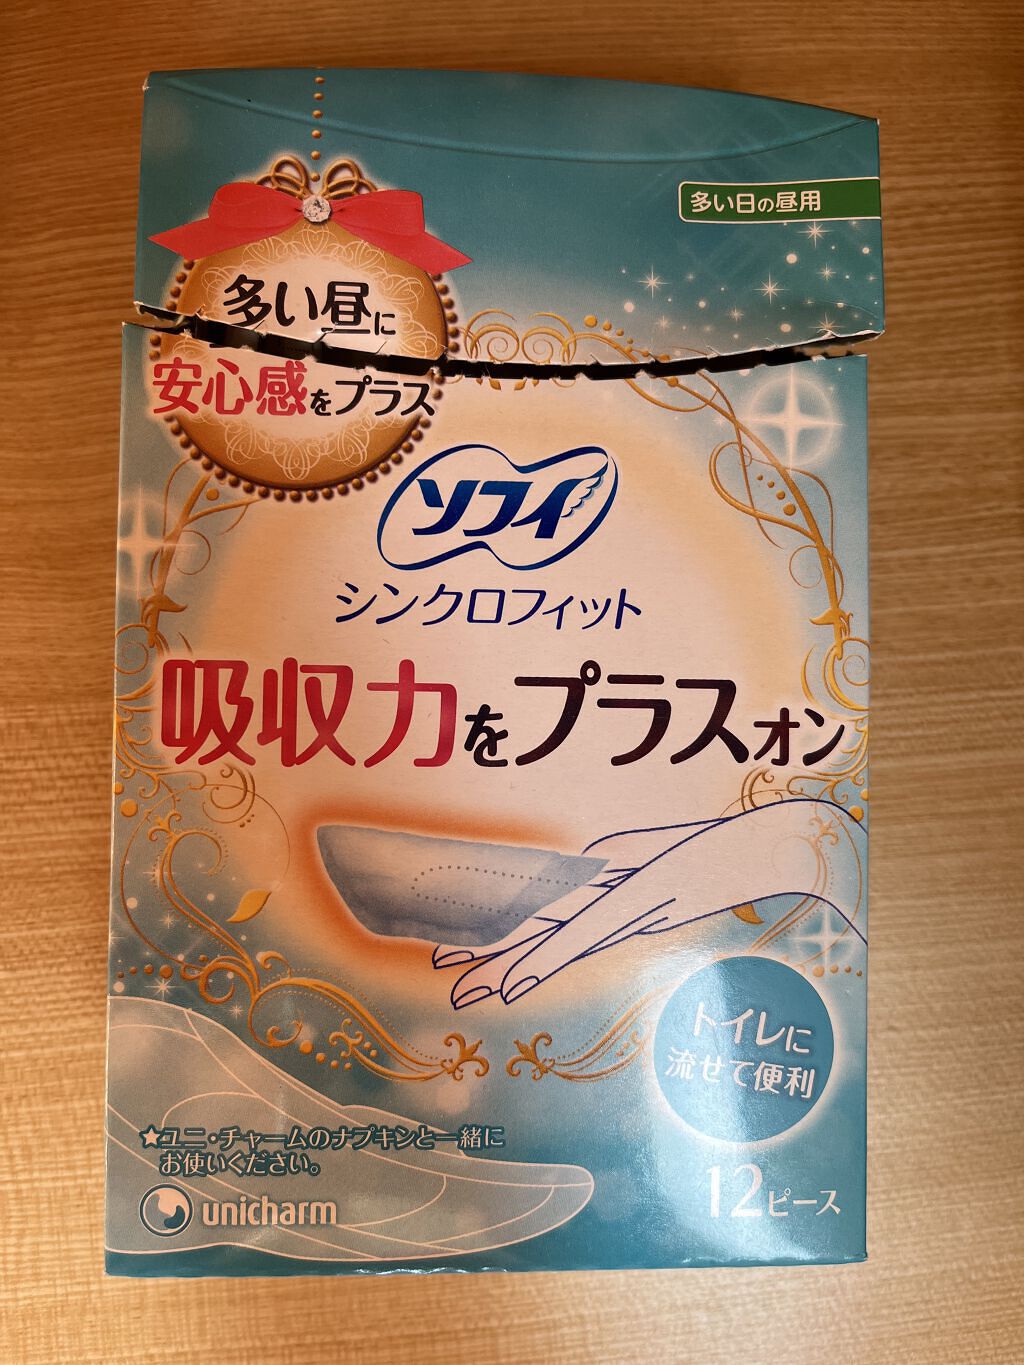 多い日の昼用
多い昼に
安心感をプラス
ソフィ
シンクロフィット
吸収力をプラスオン
トイレに
流せて便利
★ユニ・チャームのナプキンと一緒に
お使いください。
unicharm
12ピース